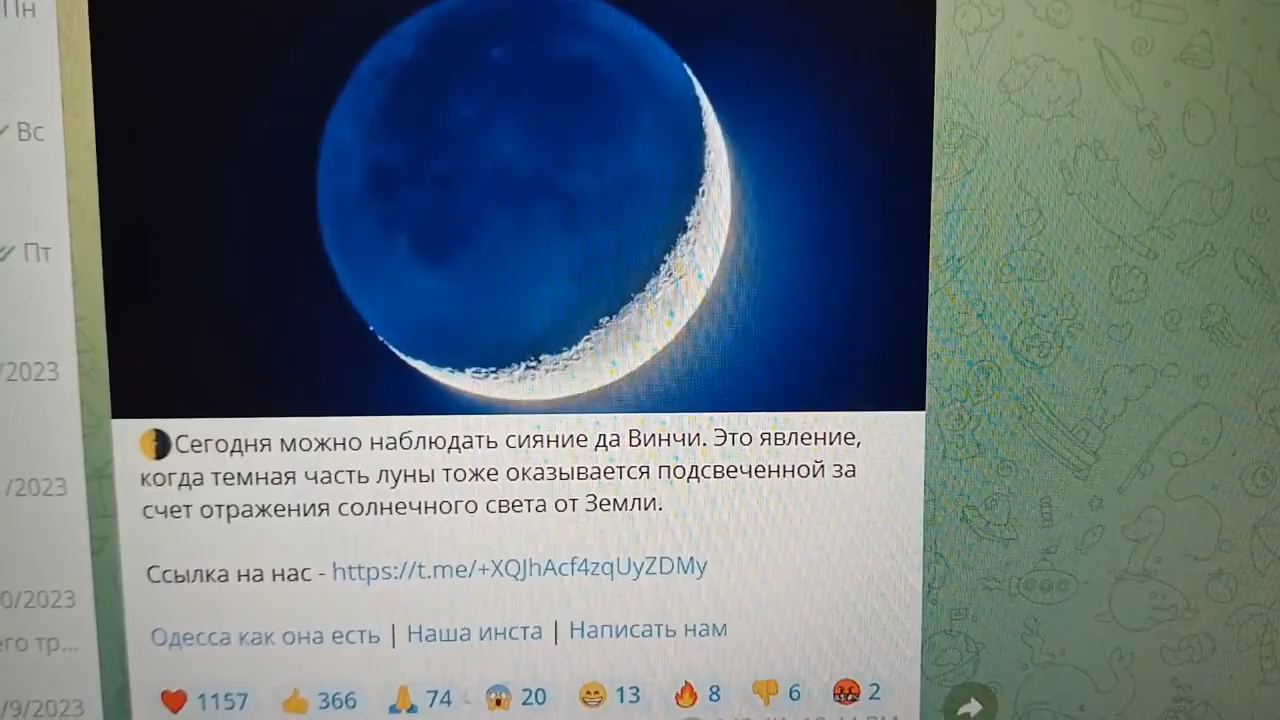 Пн
Вс
Пт
/2023
/2023
0/2023
его тр...
/9/2023
🌗Сегодня можно наблюдать сияние да Винчи. Это явление,
когда темная часть луны тоже оказывается подсвеченной за
счет отражения солнечного света от Земли.
Ссылка на нас - https://t.me/+XQJhAcf4zqUyZDMy
Одесса как она есть | Наша инста | Написать нам
❤️ 1157 👍 366 🙏 74 😱 20 😁 13 🔥 8 👎 6 🤬 2